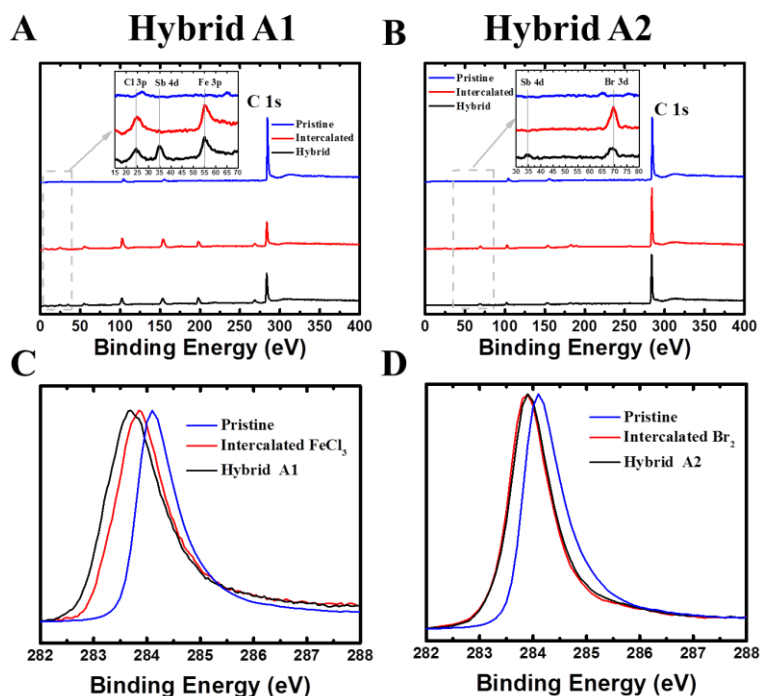 A Hybrid A1
B Hybrid A2
Cl 3p Sb 4d Fe 3p
C 1s
Pristine
Intercalated
Hybrid
15 20 25 30 35 40 45 50 55 60 65 70
0 50 100 150 200 250 300 350 400
Binding Energy (eV)
Pristine
Intercalated
Hybrid
Sb 4d Br 3d
C 1s
30 35 40 45 50 55 60 65 70 75 80
0 50 100 150 200 250 300 350 400
Binding Energy (eV)
C
Pristine
Intercalated FeCl3
Hybrid A1
282 283 284 285 286 287 288
Binding Energy (eV)
D
Pristine
Intercalated Br2
Hybrid A2
282 283 284 285 286 287 288
Binding Energy (eV)